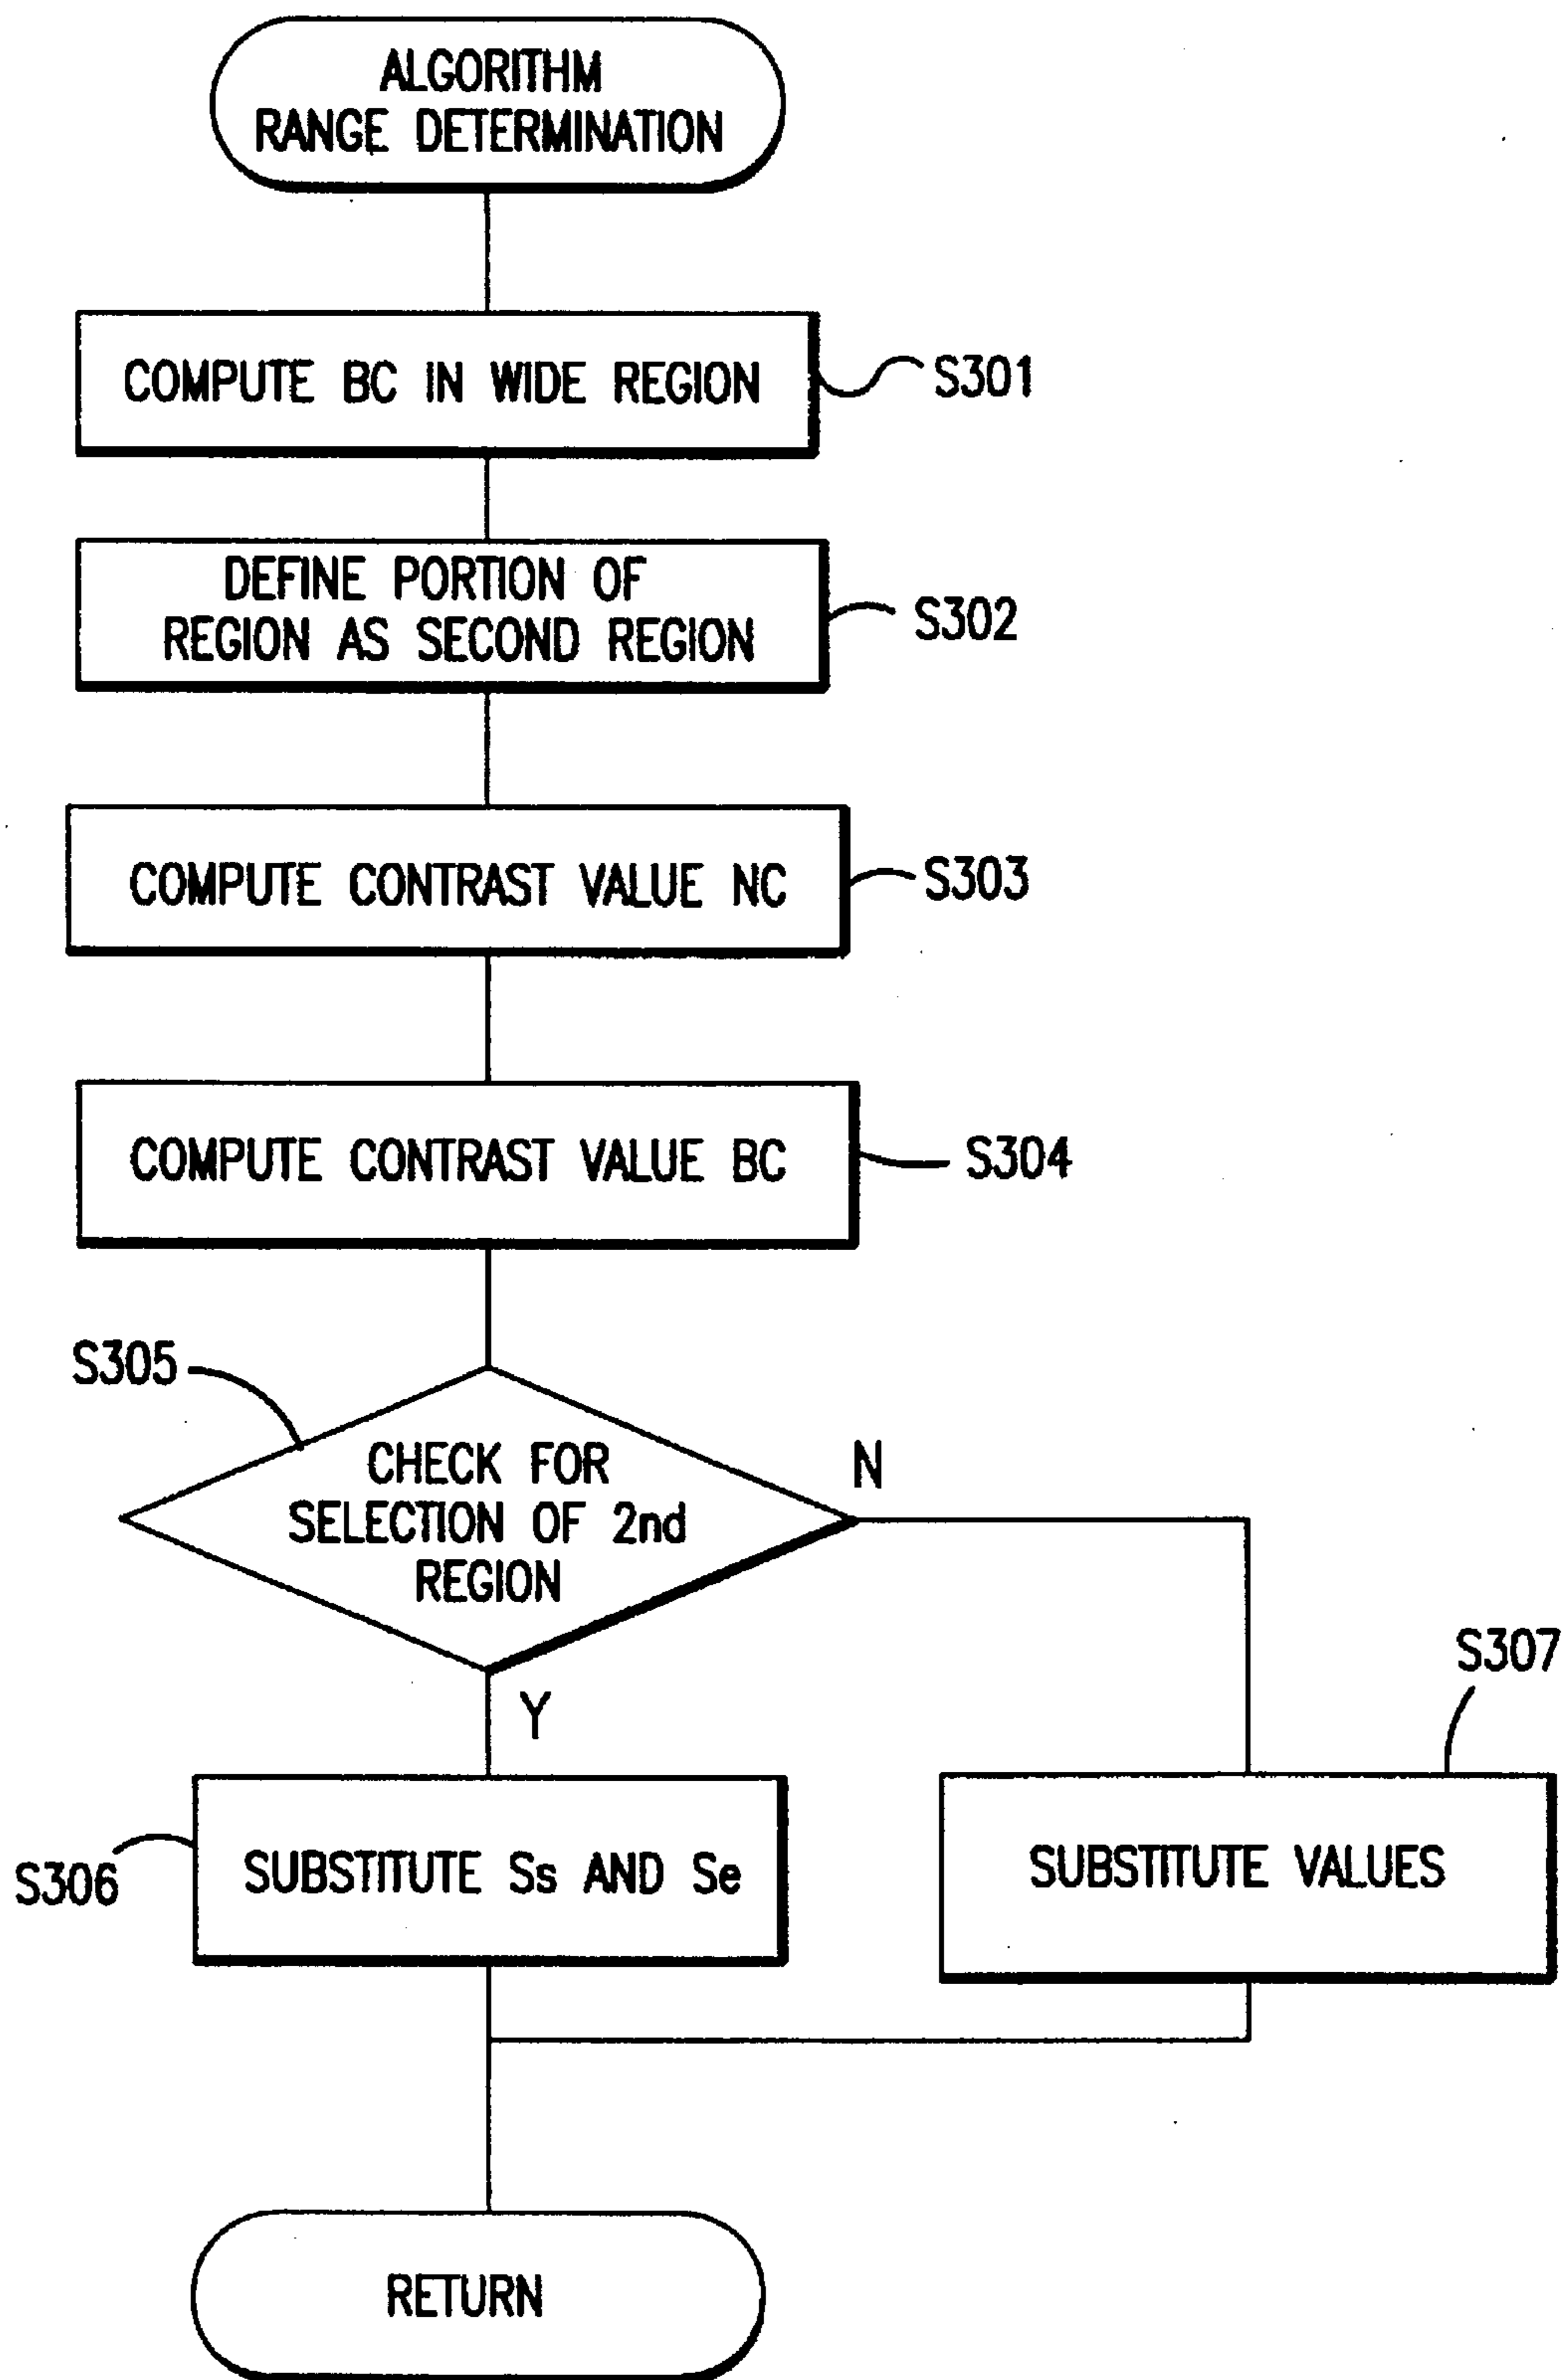 ALGORITHM
RANGE DETERMINATION
COMPUTE BC IN WIDE REGION
S301
DEFINE PORTION OF
REGION AS SECOND REGION
S302
COMPUTE CONTRAST VALUE NC
S303
COMPUTE CONTRAST VALUE BC
S304
S305
CHECK FOR
SELECTION OF 2nd
REGION
N
Y
S307
SUBSTITUTE Ss AND Se
S306
SUBSTITUTE VALUES
RETURN